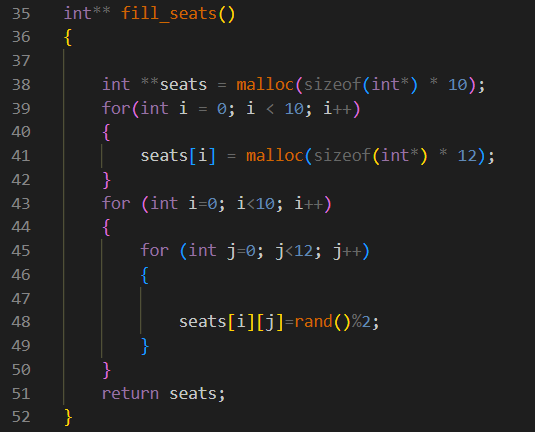 35 int** fill_seats()
36 {
37
38 int **seats = malloc(sizeof(int*) * 10);
39 for(int i = 0; i < 10; i++)
40 {
41 seats[i] = malloc(sizeof(int*) * 12);
42 }
43 for (int i=0; i<10; i++)
44 {
45 for (int j=0; j<12; j++)
46 {
47
48 seats[i][j]=rand()%2;
49 }
50 }
51 return seats;
52 }